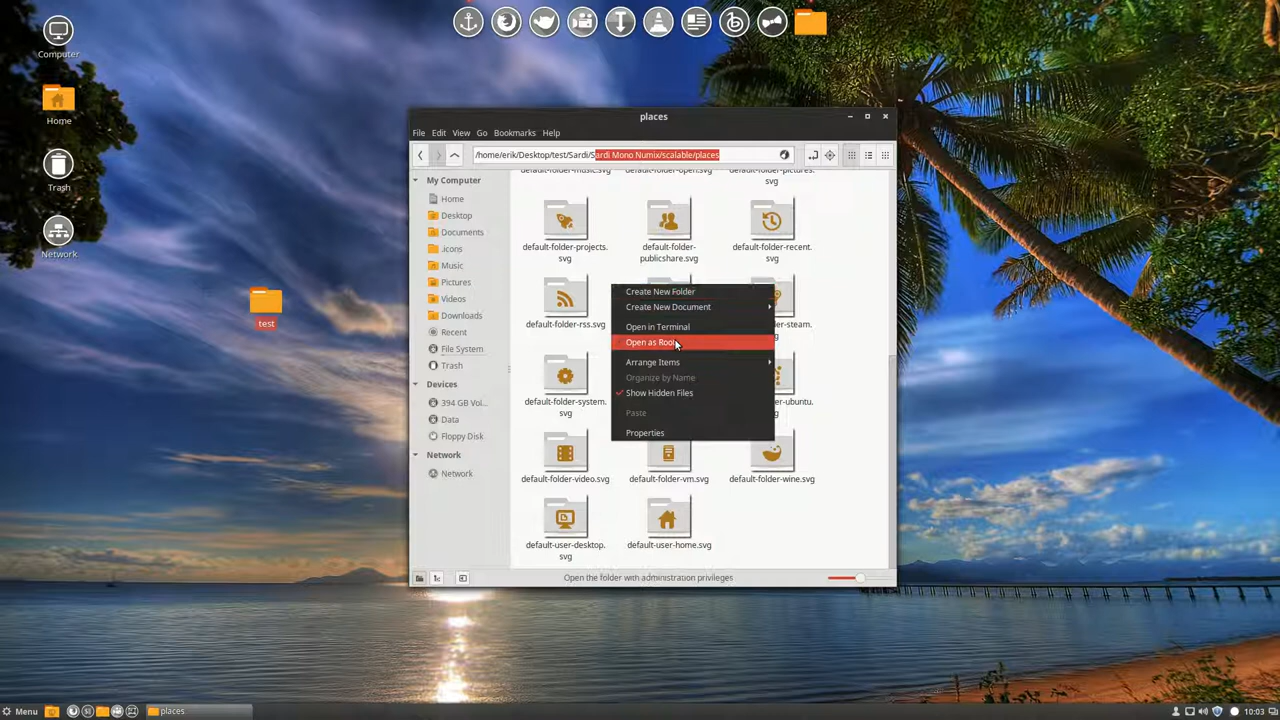 Computer
Home
Trash
Network
test
places
File Edit View Go Bookmarks Help
/home/erik/Desktop/test/Sardi/Sardi Mono Numix/scalable/places
My Computer
Home
Desktop
Documents
.icons
Music
Pictures
Videos
Downloads
Recent
File System
Trash
Devices
394 GB Vol...
Data
Floppy Disk
Network
Network
default-folder-music.svg
default-folder-open.svg
default-folder-pictures.
svg
default-folder-projects.
svg
default-folder-
publicshare.svg
default-folder-recent.
svg
default-folder-rss.svg
-steam.
default-folder-system.
svg
-ubuntu.
default-folder-video.svg
default-folder-vm.svg
default-folder-wine.svg
default-user-desktop.
svg
default-user-home.svg
Create New Folder
Create New Document
Open in Terminal
Open as Root
Arrange Items
Organize by Name
Show Hidden Files
Paste
Properties
Open the folder with administration privileges
Menu
places
10:03